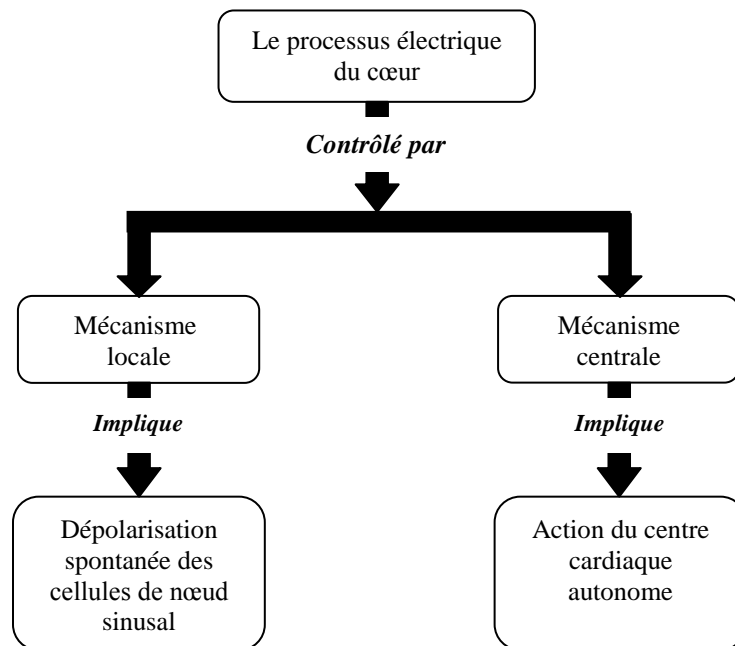 Le processus électrique
du cœur
Contrôlé par
Mécanisme
locale
Mécanisme
centrale
Implique
Implique
Dépolarisation
spontanée des
cellules de nœud
sinusal
Action du centre
cardiaque
autonome